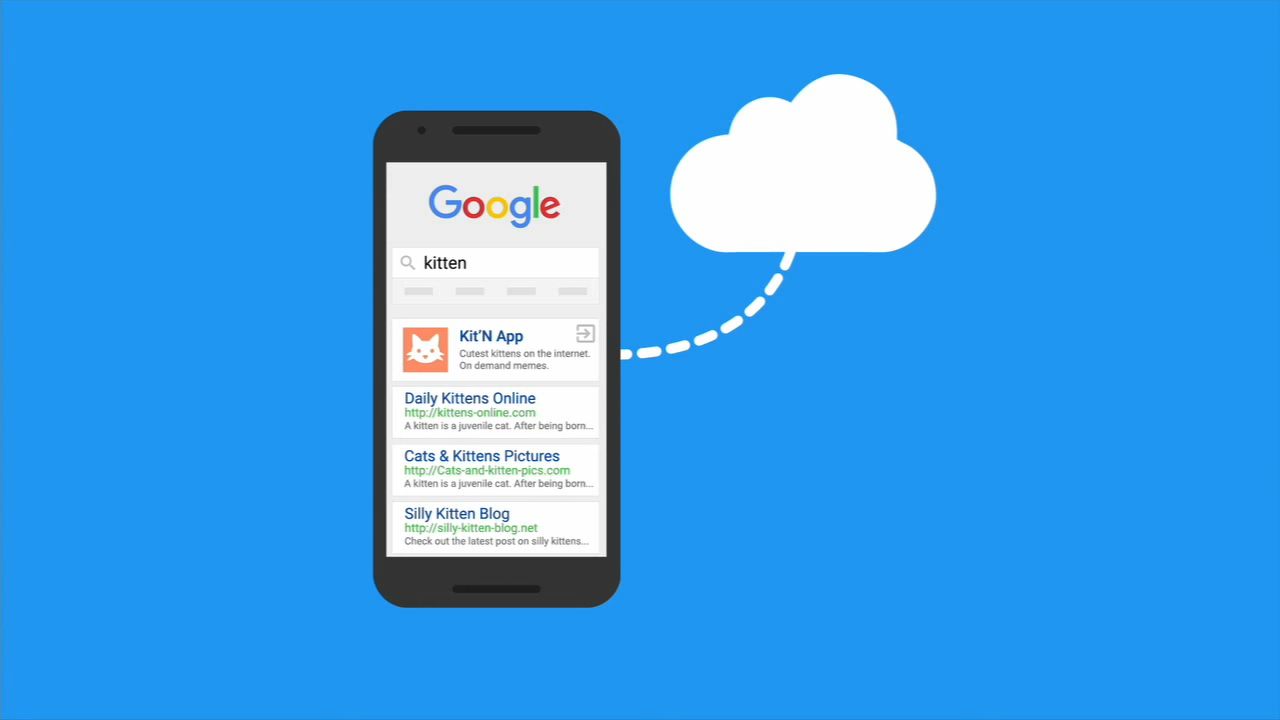 Google
kitten
Kit'N App
Cutest kittens on the internet.
On demand memes.
Daily Kittens Online
http://kittens-online.com
A kitten is a juvenile cat. After being born...
Cats & Kittens Pictures
http://Cats-and-kitten-pics.com
A kitten is a juvenile cat. After being born...
Silly Kitten Blog
http://silly-kitten-blog.net
Check out the latest post on silly kittens...